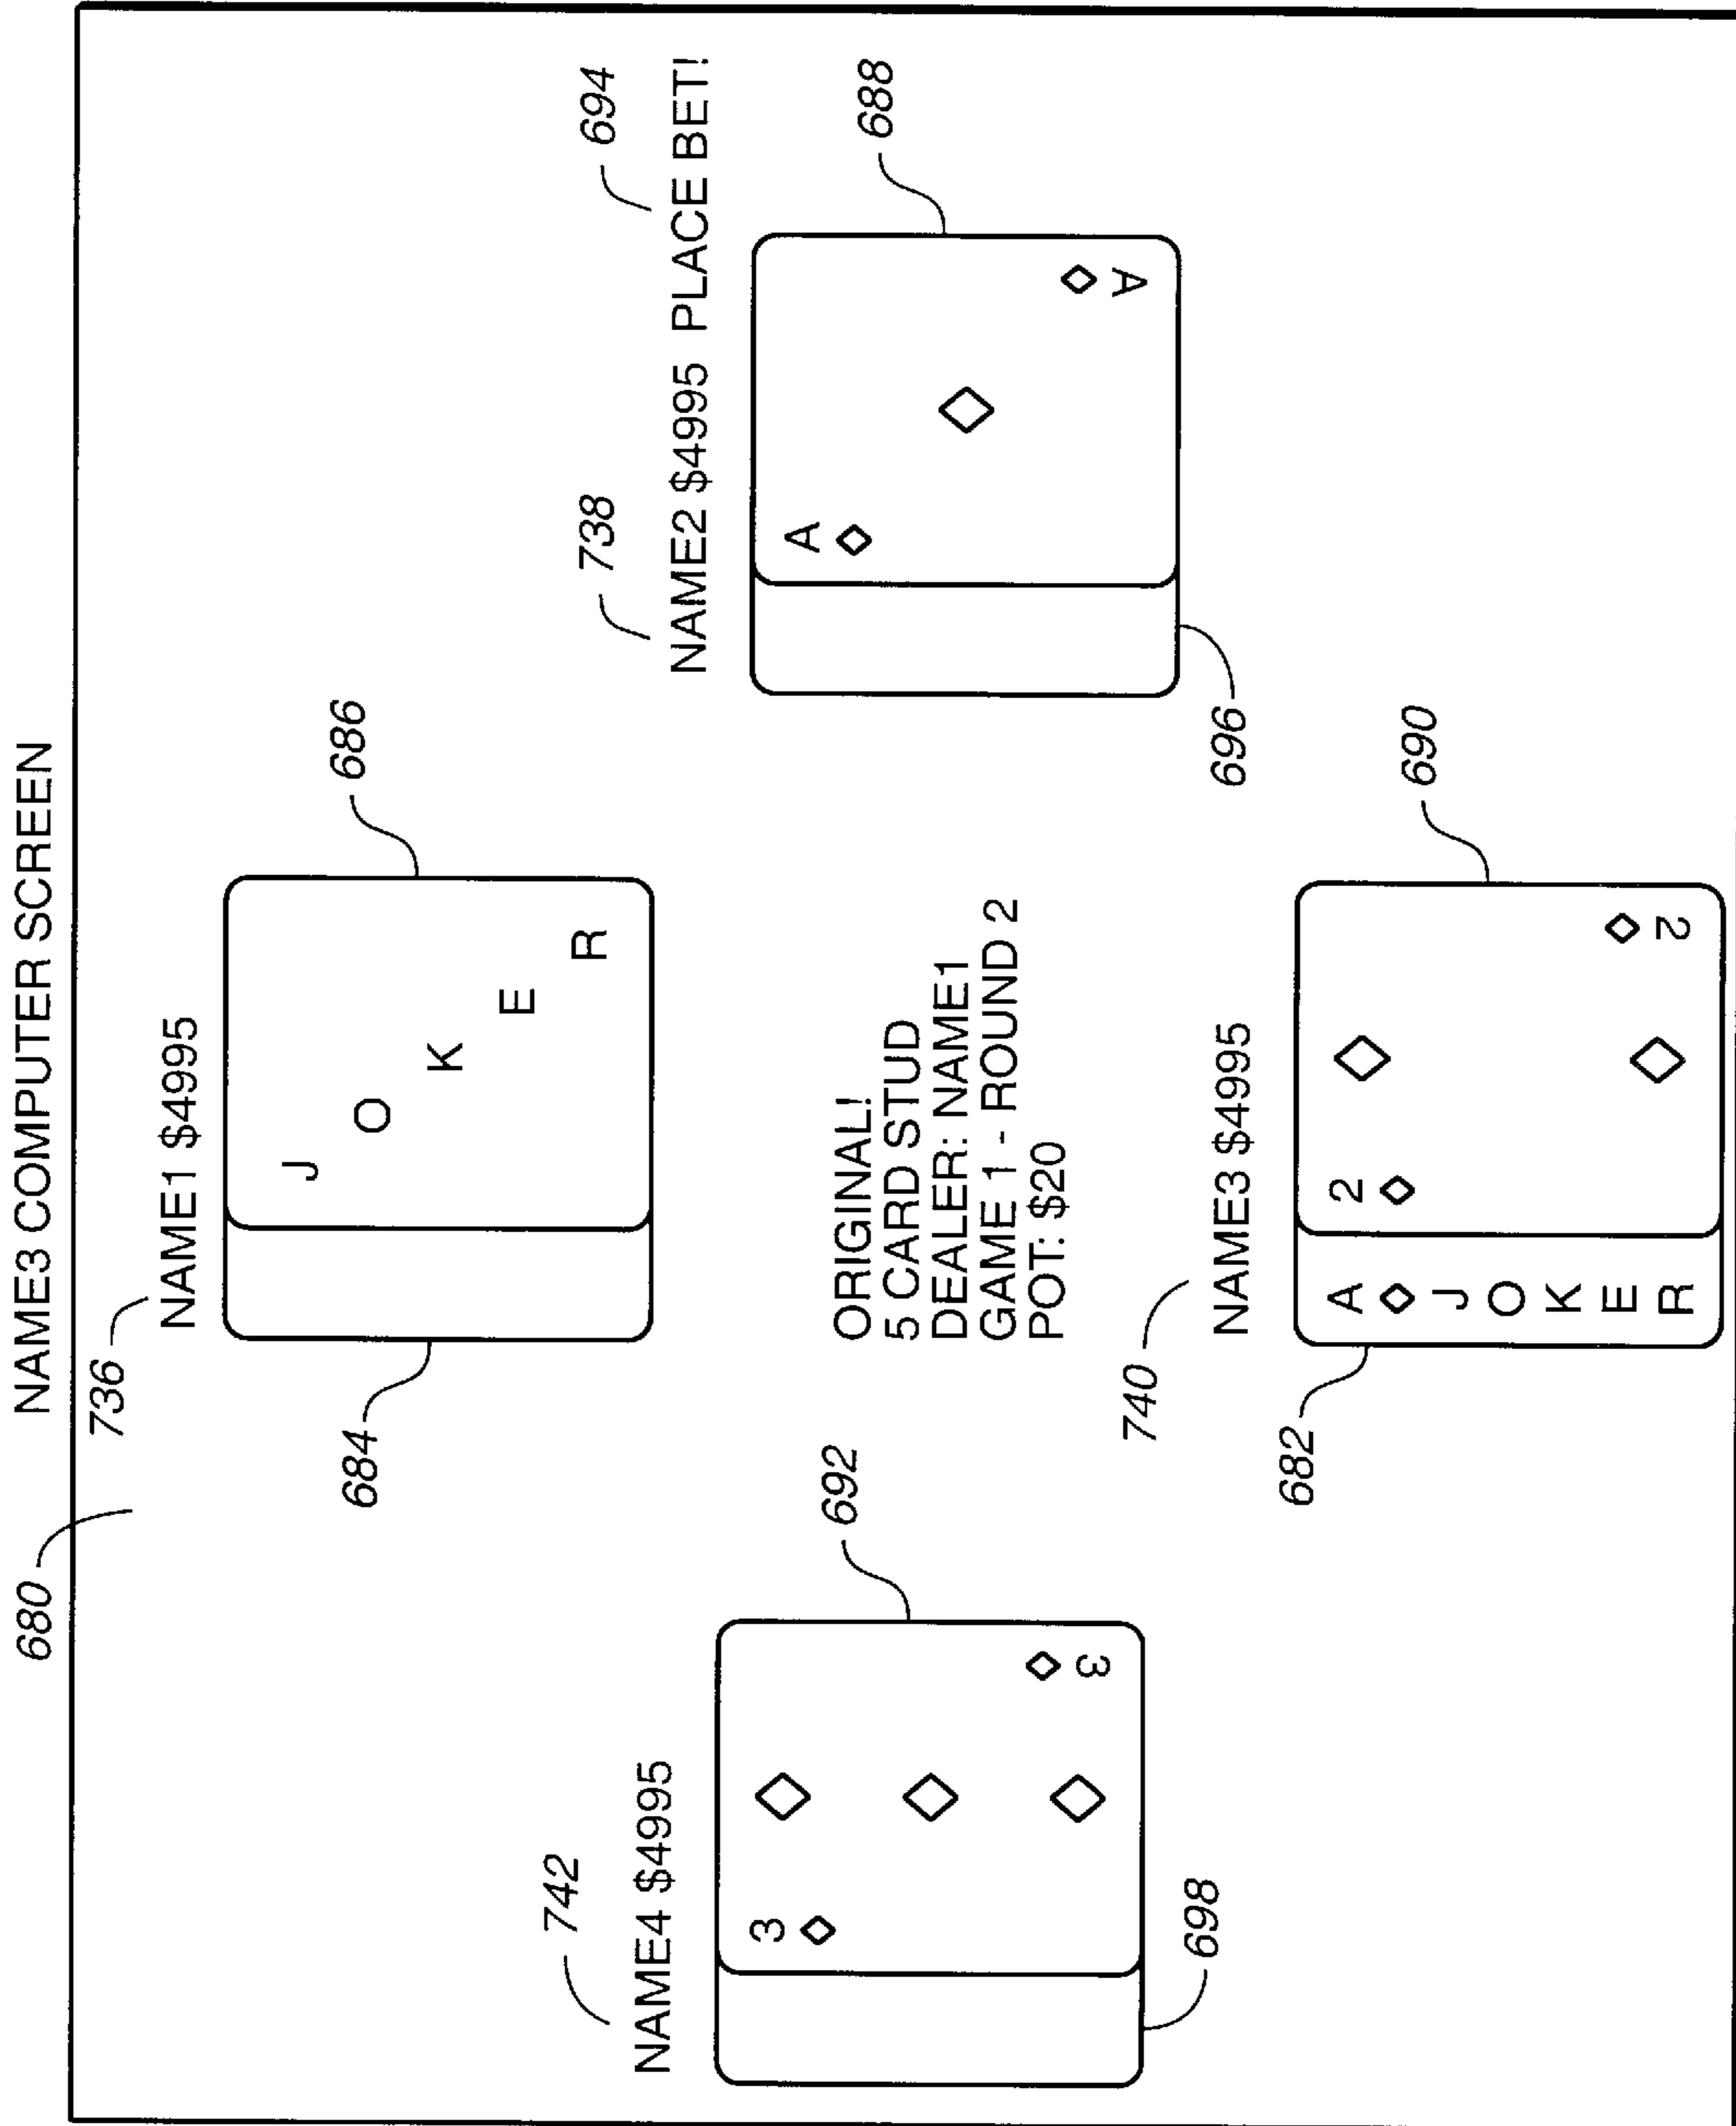 NAME3 COMPUTER SCREEN
680
736
NAME1 $4995
684
686
J
O
K
E
R
694
738
NAME2 $4995 PLACE BET!
688
A
A
696
742
NAME4 $4995
692
3
3
698
ORIGINAL!
5 CARD STUD
DEALER: NAME1
GAME 1 - ROUND 2
POT: $20
740
NAME3 $4995
682
690
A
J
O
K
E
R
2
2